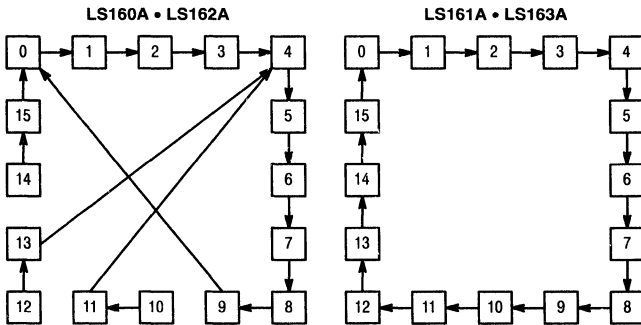 LS160A • LS162A LS161A • LS163A
0 1 2 3 4 0 1 2 3 4
15 5 15 5
14 6 14 6
13 7 13 7
12 11 10 9 8 12 11 10 9 8